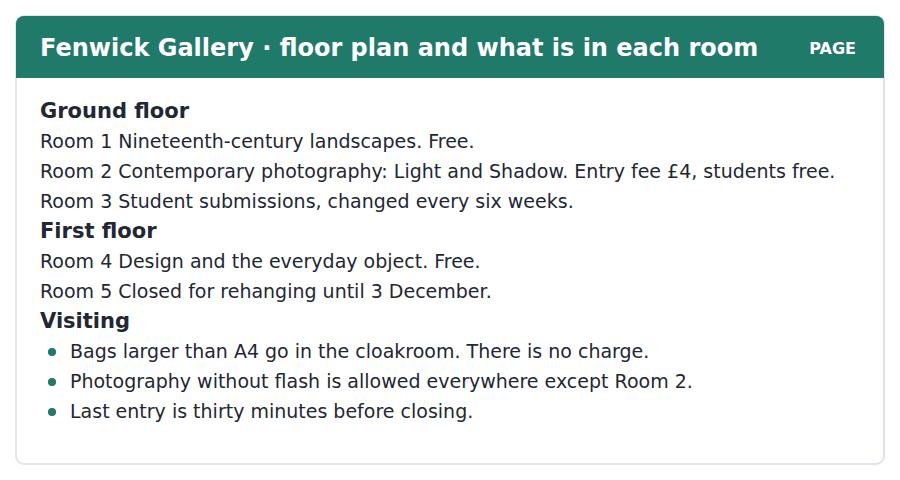 Fenwick Gallery · floor plan and what is in each room
PAGE
Ground floor
Room 1 Nineteenth-century landscapes. Free.
Room 2 Contemporary photography: Light and Shadow. Entry fee £4, students free.
Room 3 Student submissions, changed every six weeks.
First floor
Room 4 Design and the everyday object. Free.
Room 5 Closed for rehanging until 3 December.
Visiting
Bags larger than A4 go in the cloakroom. There is no charge.
Photography without flash is allowed everywhere except Room 2.
Last entry is thirty minutes before closing.